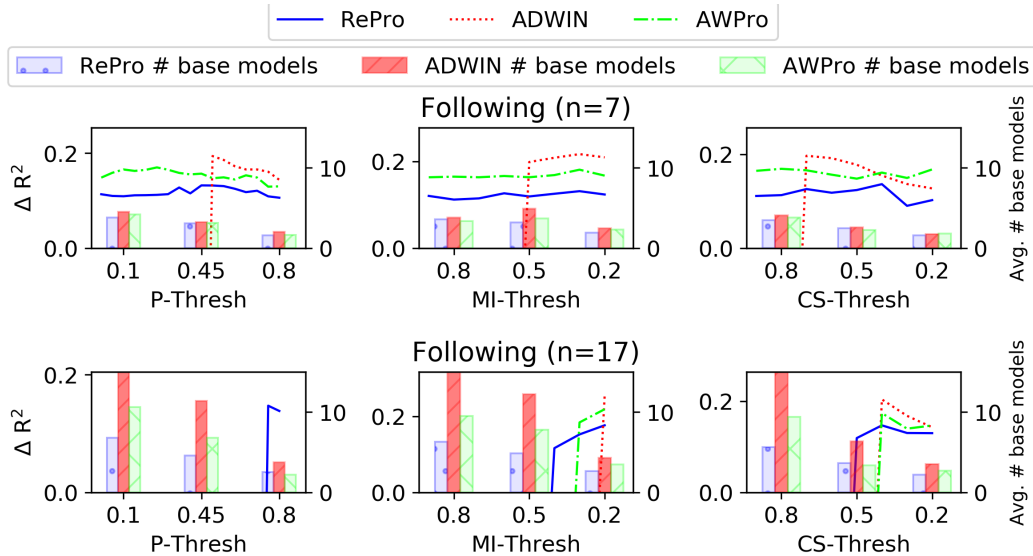 RePro ADWIN AWPro
RePro # base models ADWIN # base models AWPro # base models
Following (n=7)
Δ R²
0.2
0.1
0.0
10
0
0.1 0.45 0.8
P-Thresh
0.2
0.0
10
0
0.8 0.5 0.2
MI-Thresh
0.2
0.0
10
0
0.8 0.5 0.2
CS-Thresh
Avg. # base models
Following (n=17)
Δ R²
0.2
0.0
10
0
0.1 0.45 0.8
P-Thresh
0.2
0.0
10
0
0.8 0.5 0.2
MI-Thresh
0.2
0.0
10
0
0.8 0.5 0.2
CS-Thresh
Avg. # base models